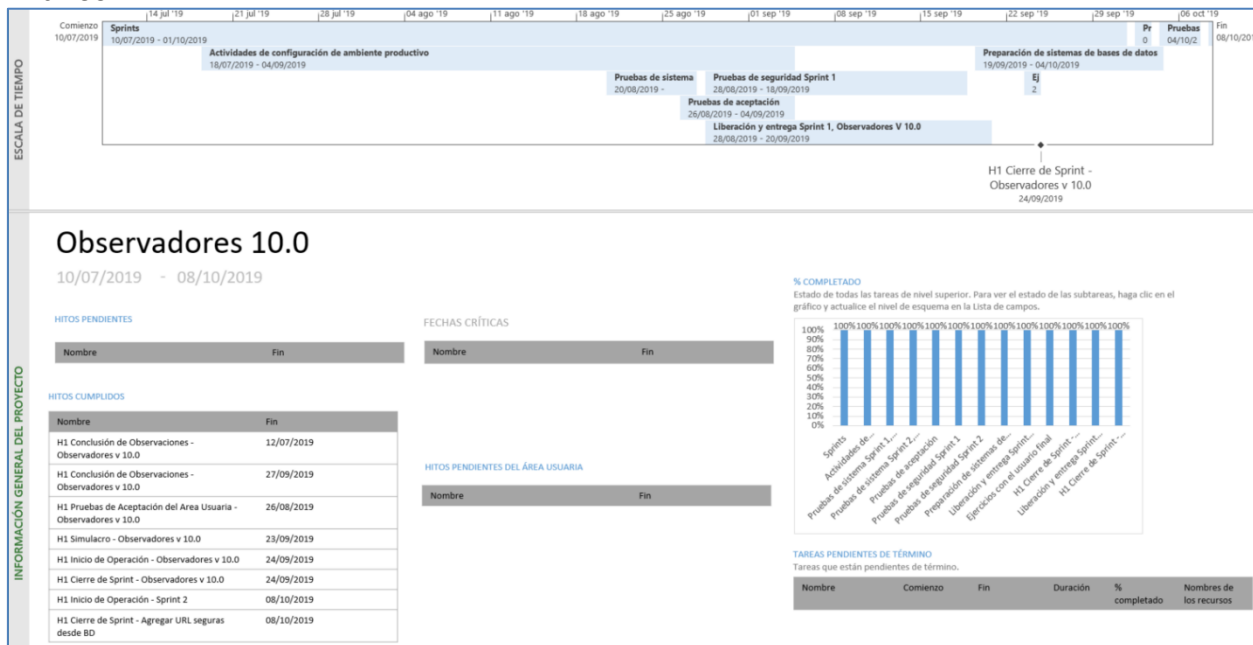 14 jul '19 21 jul '19 28 jul '19 04 ago '19 11 ago '19 18 ago '19 25 ago '19 01 sep '19 08 sep '19 15 sep '19 22 sep '19 29 sep '19 06 oct '19
Comienzo
10/07/2019
Sprints
10/07/2019 - 01/10/2019
Pr
0
Pruebas
04/10/2
Fin
08/10/201
Actividades de configuración de ambiente productivo
18/07/2019 - 04/09/2019
Preparación de sistemas de bases de datos
19/09/2019 - 04/10/2019
Pruebas de sistema
20/08/2019 -
Pruebas de seguridad Sprint 1
28/08/2019 - 18/09/2019
Ej
2
Pruebas de aceptación
26/08/2019 - 04/09/2019
Liberación y entrega Sprint 1, Observadores V 10.0
28/08/2019 - 20/09/2019
ESCALA DE TIEMPO
H1 Cierre de Sprint -
Observadores v 10.0
24/09/2019
INFORMACIÓN GENERAL DEL PROYECTO
Observadores 10.0
10/07/2019 - 08/10/2019
HITOS PENDIENTES
Nombre Fin
HITOS CUMPLIDOS
Nombre Fin
H1 Conclusión de Observaciones - 12/07/2019
Observadores v 10.0
H1 Conclusión de Observaciones - 27/09/2019
Observadores v 10.0
H1 Pruebas de Aceptación del Area Usuaria - 26/08/2019
Observadores v 10.0
H1 Simulacro - Observadores v 10.0 23/09/2019
H1 Inicio de Operación - Observadores v 10.0 24/09/2019
H1 Cierre de Sprint - Observadores v 10.0 24/09/2019
H1 Inicio de Operación - Sprint 2 08/10/2019
H1 Cierre de Sprint - Agregar URL seguras 08/10/2019
desde BD
FECHAS CRÍTICAS
Nombre Fin
HITOS PENDIENTES DEL ÁREA USUARIA
Nombre Fin
% COMPLETADO
Estado de todas las tareas de nivel superior. Para ver el estado de las subtareas, haga clic en el
gráfico y actualice el nivel de esquema en la Lista de campos.
100% 100% 100% 100% 100% 100% 100% 100% 100% 100% 100% 100%
100%
90%
80%
70%
60%
50%
40%
30%
20%
10%
0%
Sprints
Actividades de...
Pruebas de sistema Sprint 1,...
Pruebas de sistema Sprint 2,...
Pruebas de aceptación
Pruebas de seguridad Sprint 1
Pruebas de seguridad Sprint 2
Preparación de sistemas de...
Liberación y entrega Sprint...
Ejercicios con el usuario final
H1 Cierre de Sprint -...
Liberación y entrega Sprint...
H1 Cierre de Sprint -...
TAREAS PENDIENTES DE TÉRMINO
Tareas que están pendientes de término.
Nombre Comienzo Fin Duración % completado Nombres de los recursos